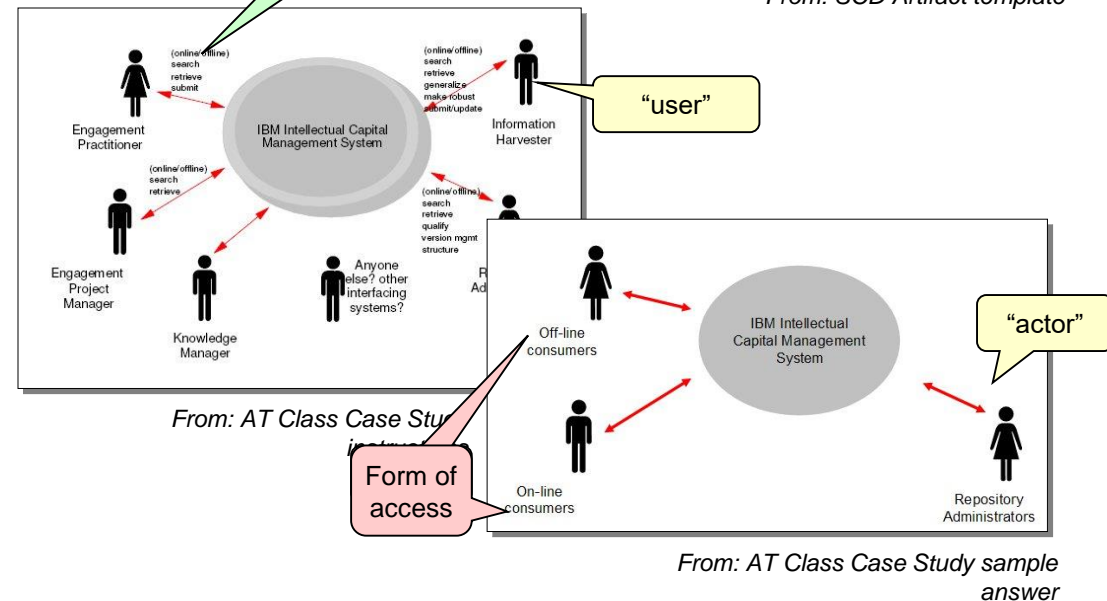 From: SCD Artifact template
(online/offline)
search
retrieve
submit
Engagement
Practitioner
IBM Intellectual Capital
Management System
(online/offline)
search
retrieve
generalize
make robust
submit/update
Information
Harvester
"user"
(online/offline)
search
retrieve
Engagement
Project
Manager
Knowledge
Manager
Anyone
else? other
interfacing
systems?
(online/offline)
search
retrieve
qualify
version mgmt
structure
R
Ad
From: AT Class Case Study
Form of
access
Off-line
consumers
IBM Intellectual
Capital Management
System
"actor"
On-line
consumers
Repository
Administrators
From: AT Class Case Study sample
answer